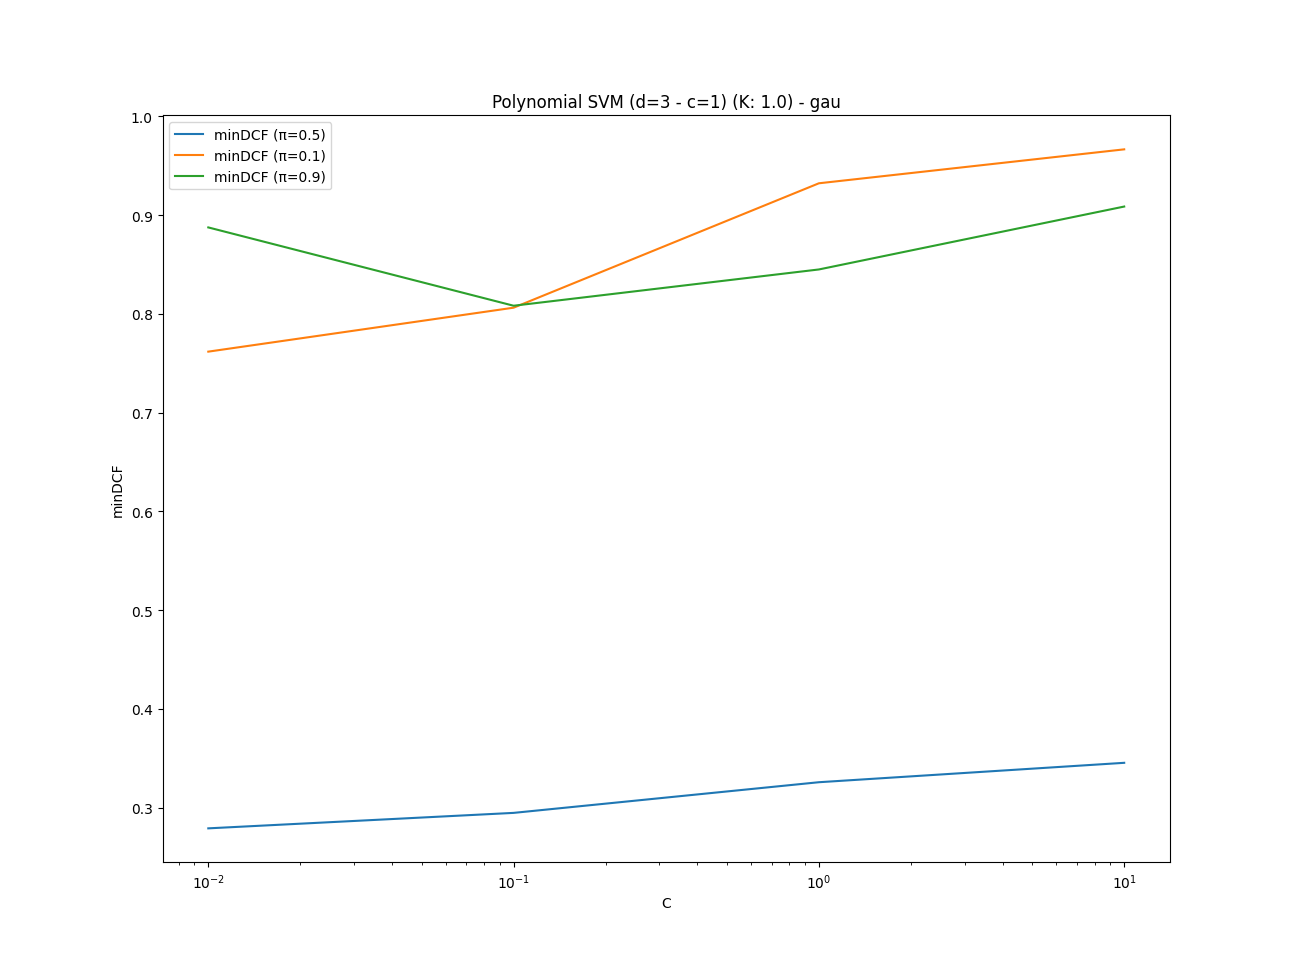 Polynomial SVM (d=3 - c=1) (K: 1.0) - gau
minDCF (π=0.5)
minDCF (π=0.1)
minDCF (π=0.9)
1.0
0.9
0.8
0.7
0.6
0.5
0.4
0.3
minDCF
10⁻² 10⁻¹ 10⁰ 10¹
C